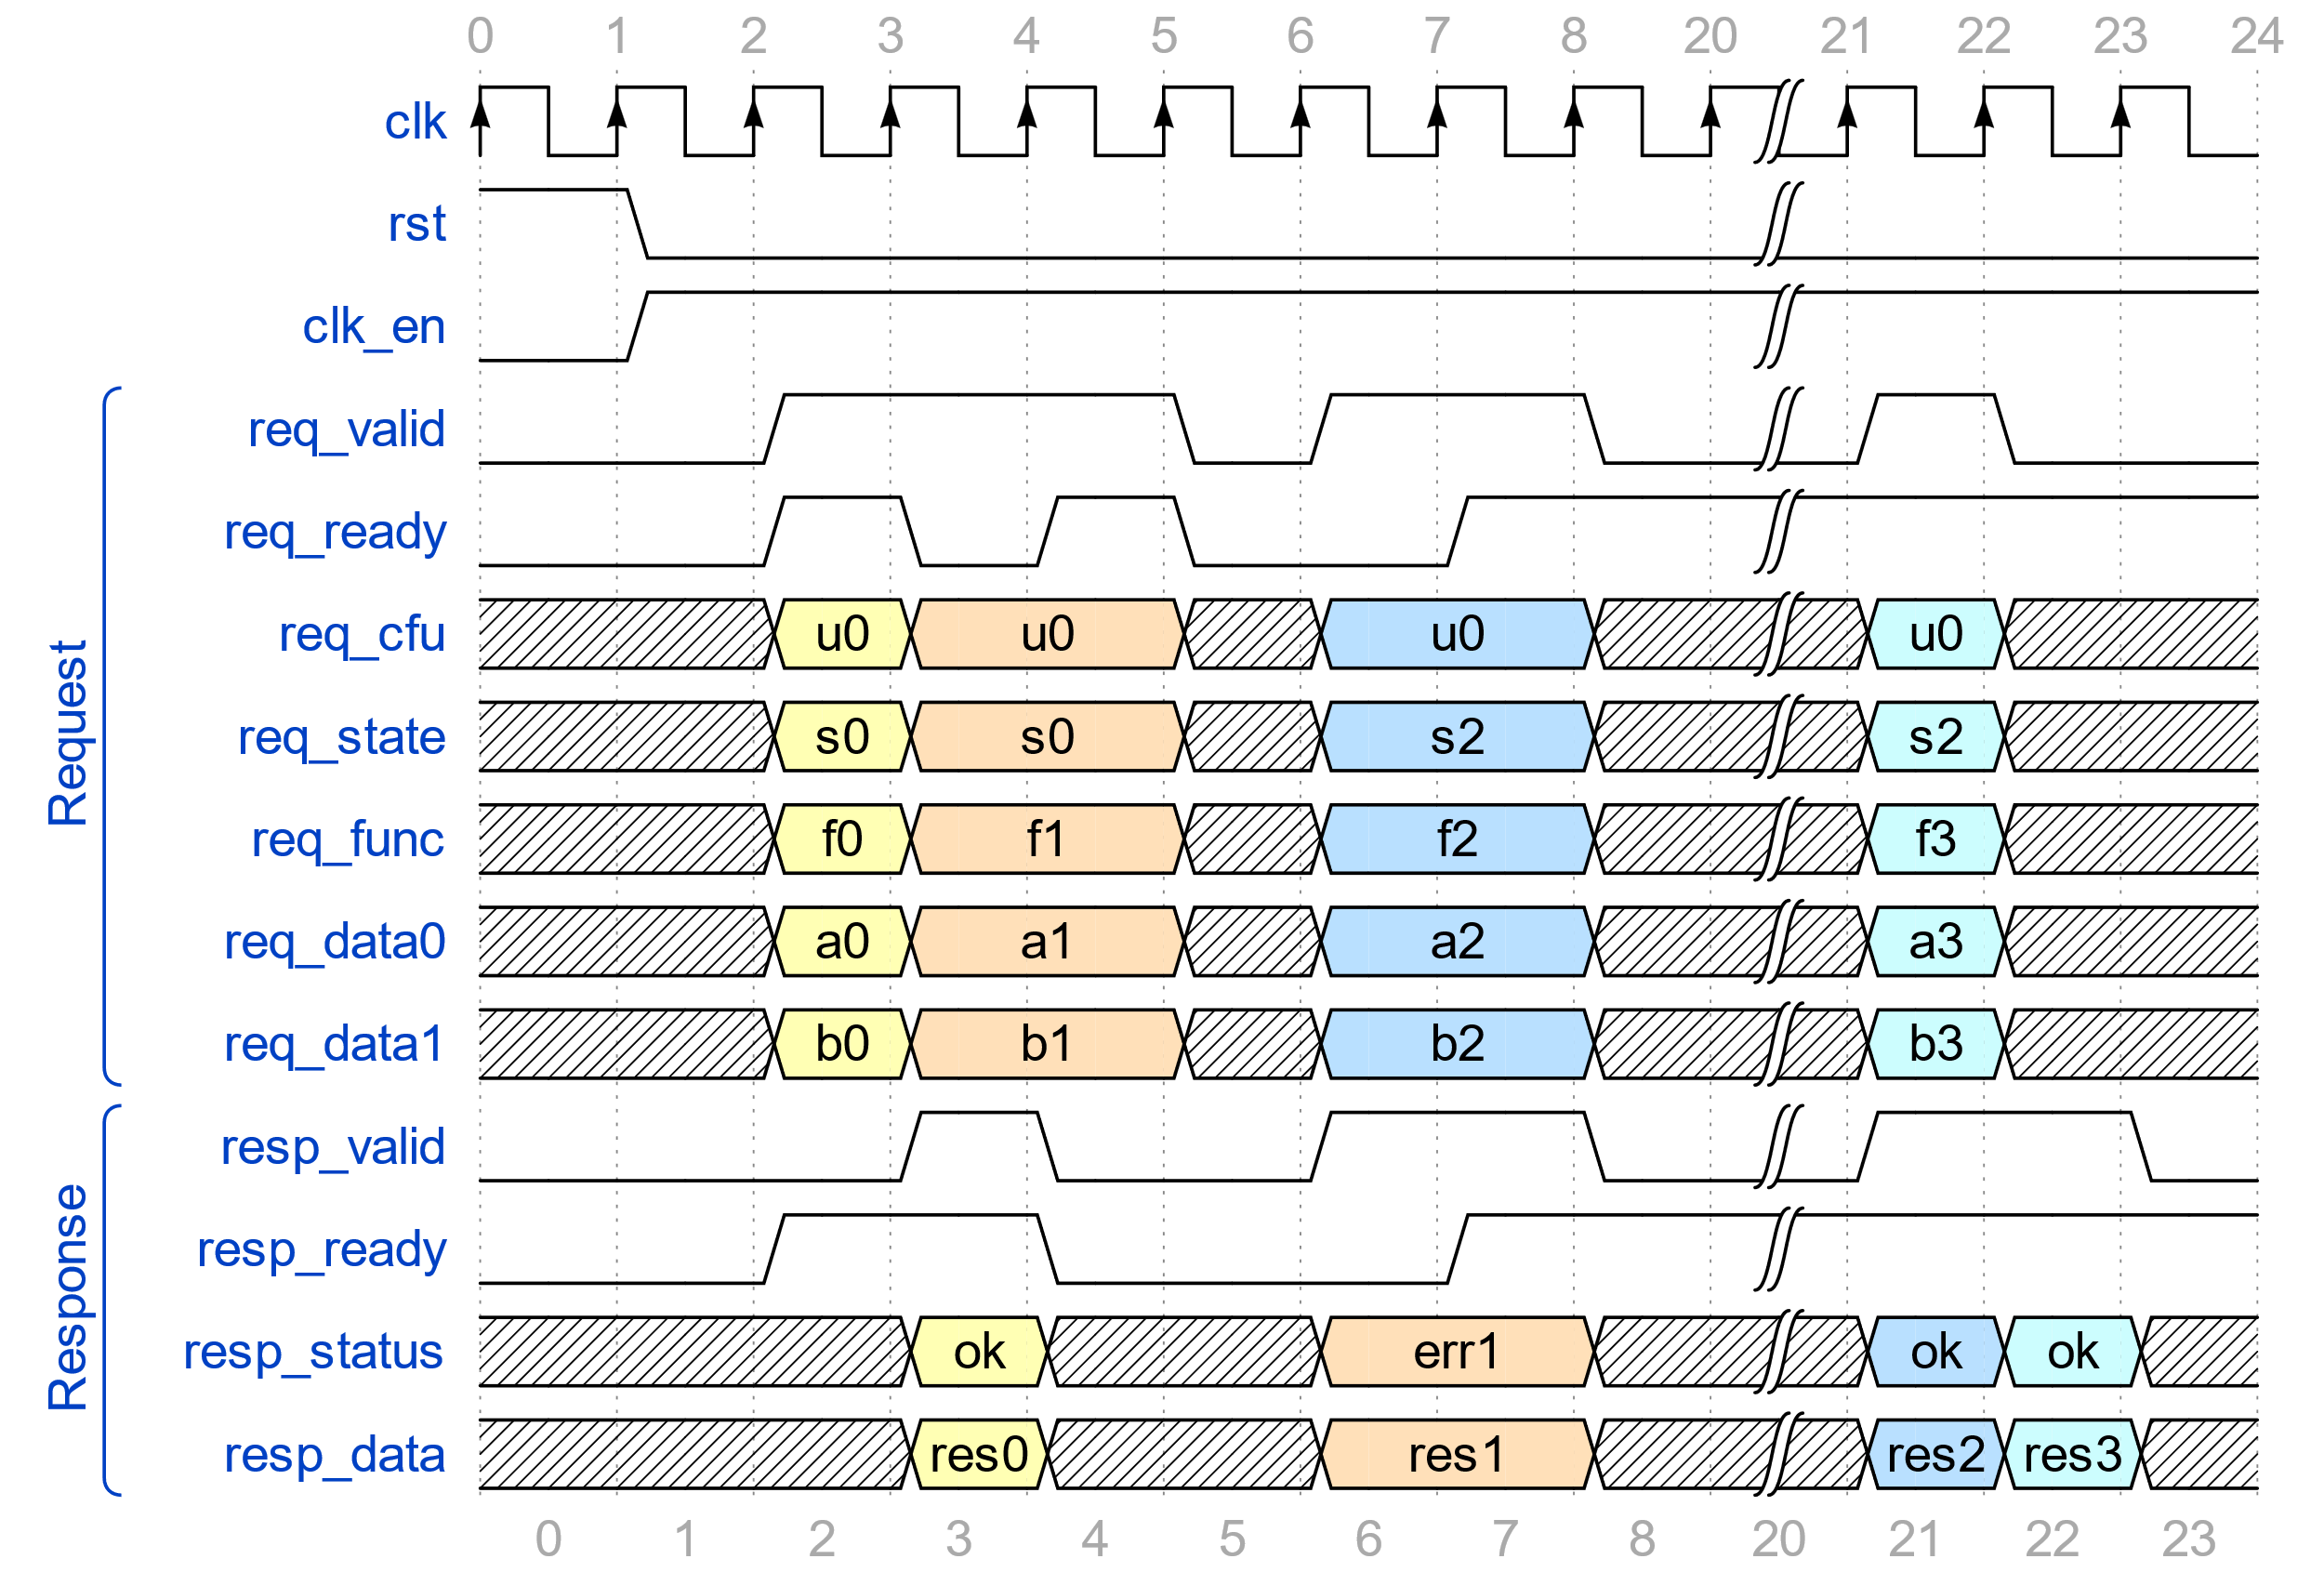 0 1 2 3 4 5 6 7 8 20 21 22 23 24
clk
rst
clk_en
Request
req_valid
req_ready
req_cfu u0 u0 u0 u0
req_state s0 s0 s2 s2
req_func f0 f1 f2 f3
req_data0 a0 a1 a2 a3
req_data1 b0 b1 b2 b3
Response
resp_valid
resp_ready
resp_status ok err1 ok ok
resp_data res0 res1 res2 res3
0 1 2 3 4 5 6 7 8 20 21 22 23